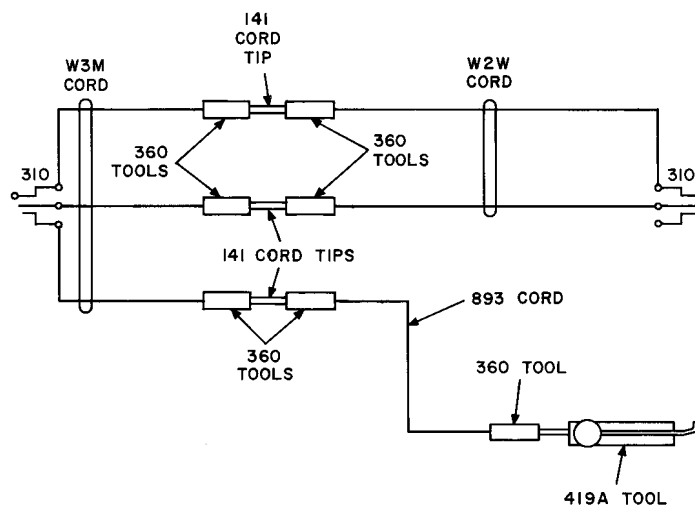 141
CORD
TIP
W3M
CORD
W2W
CORD
360
TOOLS
360
TOOLS
310
310
141 CORD TIPS
893 CORD
360
TOOLS
360 TOOL
419A TOOL